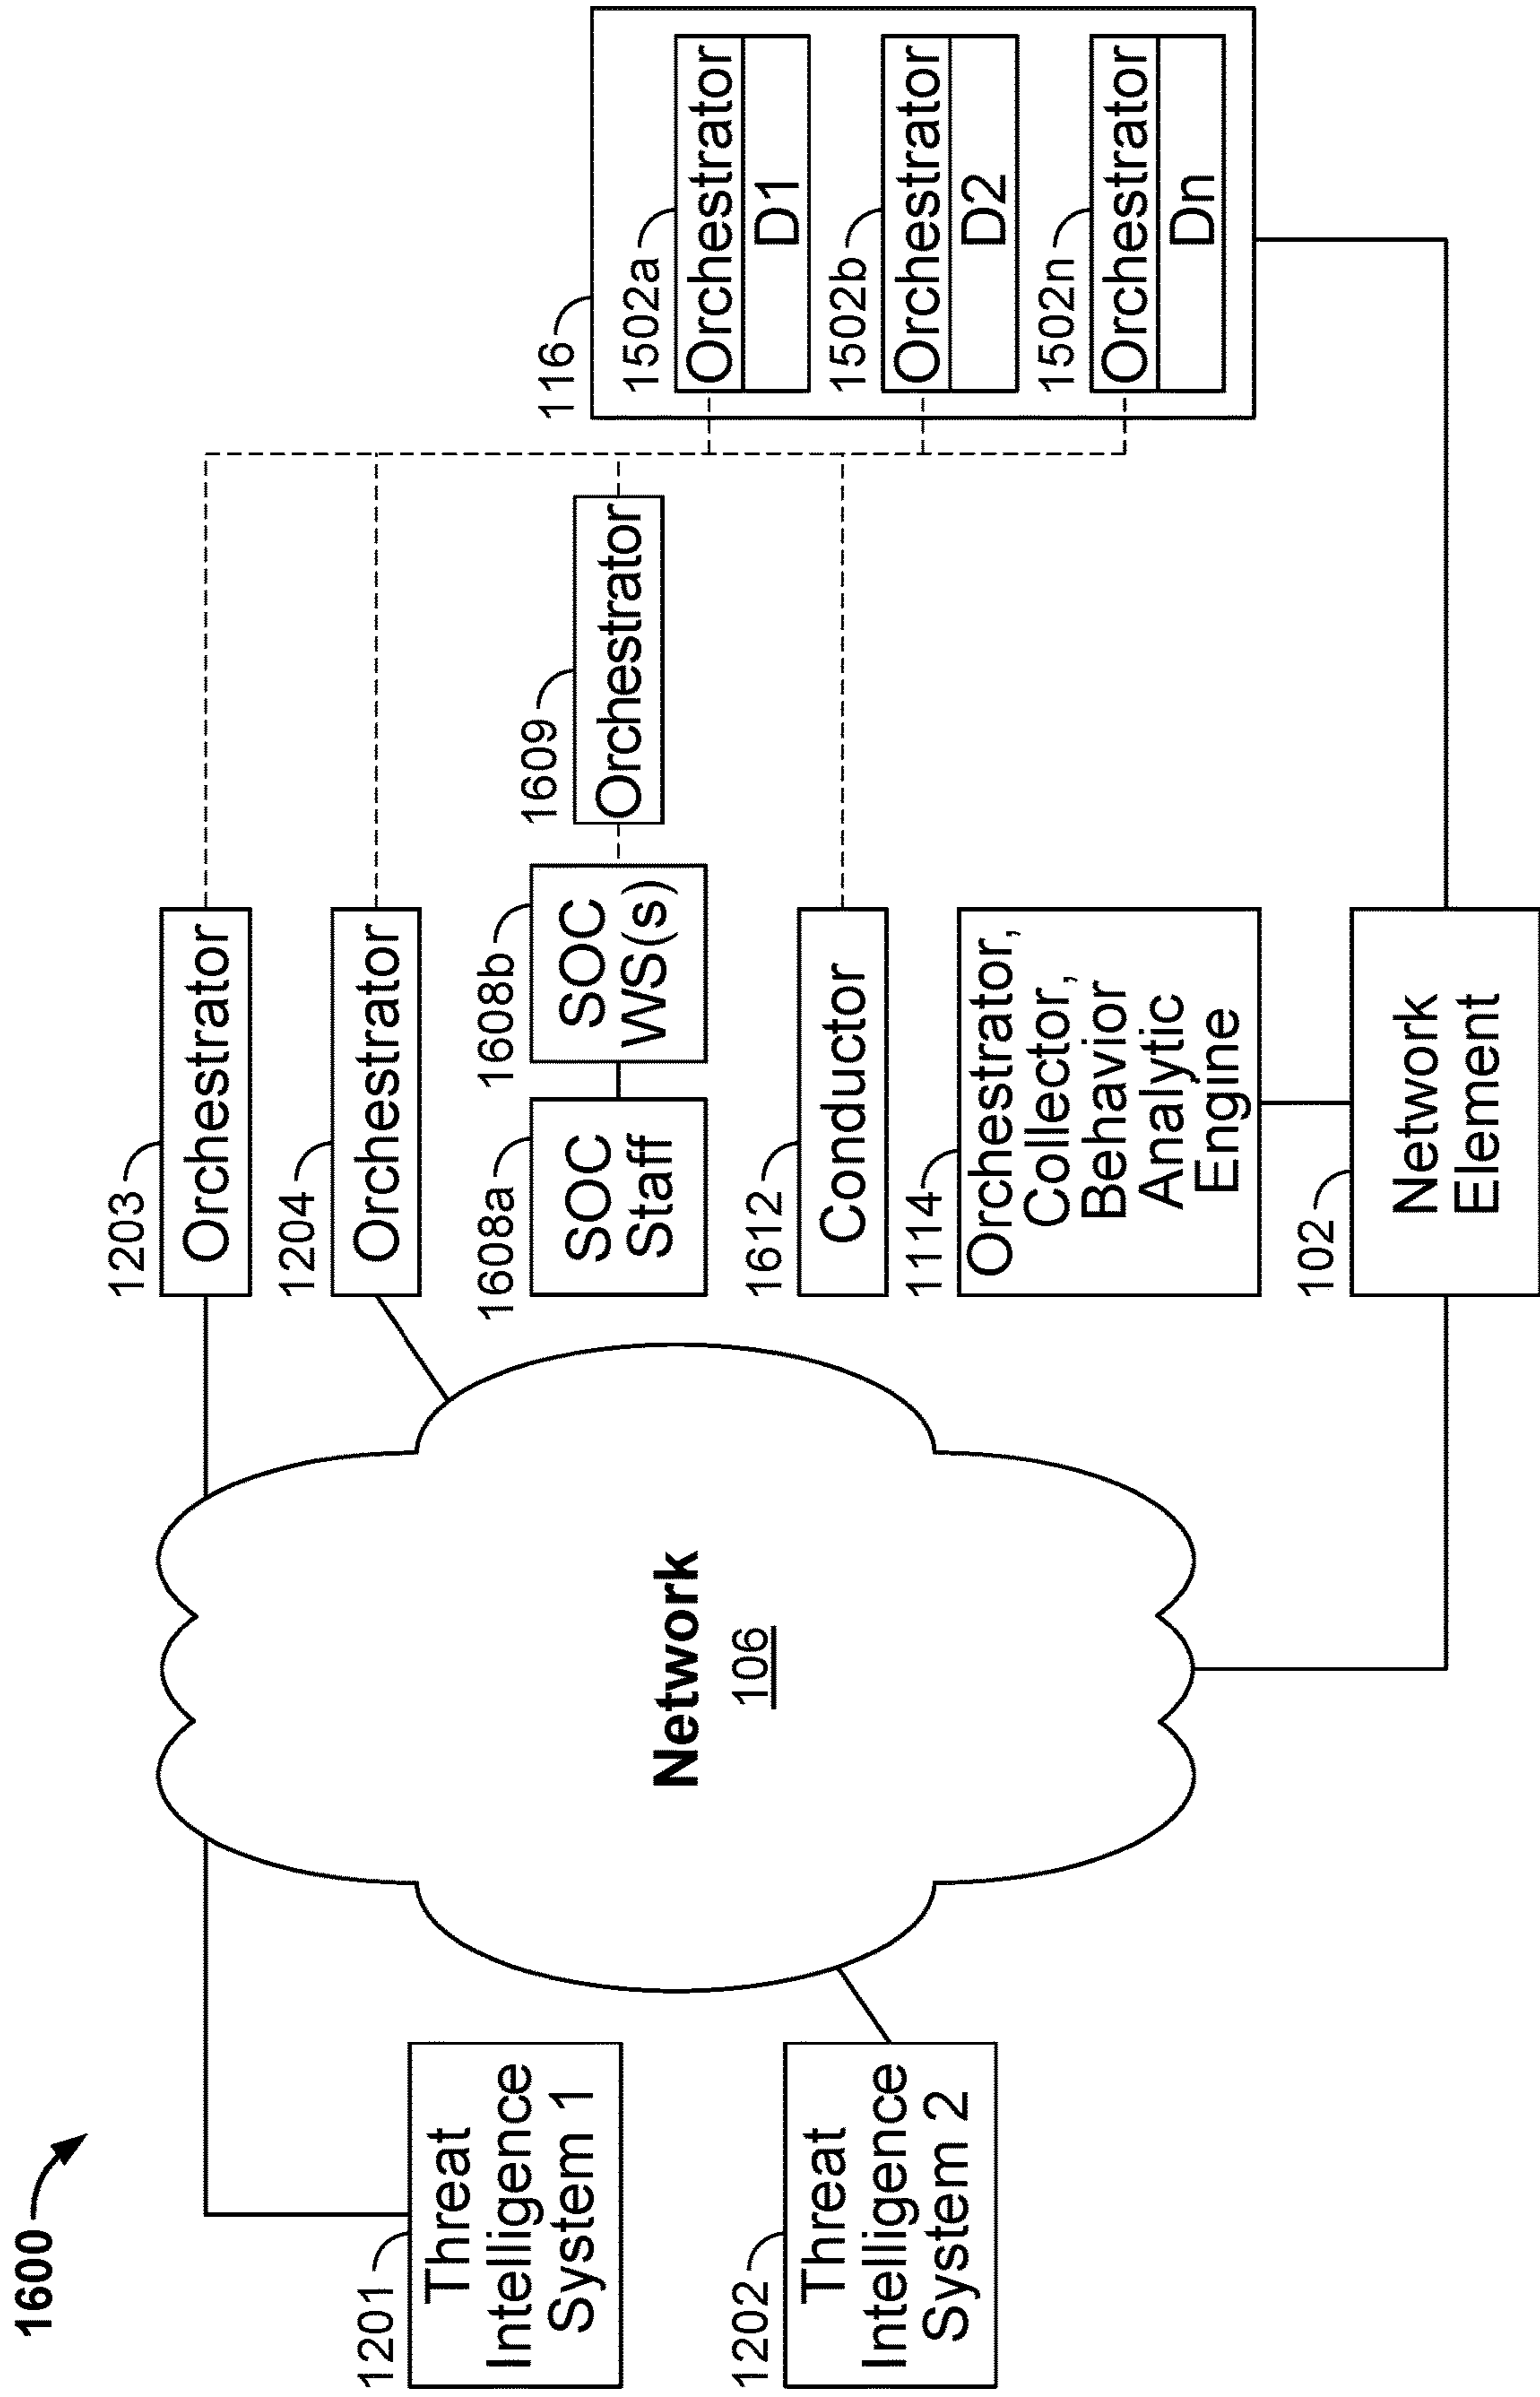 1600
1201
Threat
Intelligence
System 1
1202
Threat
Intelligence
System 2
Network
106
1203
Orchestrator
1204
Orchestrator
1608a
SOC
Staff
1608b
SOC
WS(s)
1609
Orchestrator
1612
Conductor
1114
Orchestrator,
Collector,
Behavior
Analytic
Engine
102
Network
Element
116
1502a
Orchestrator
D1
1502b
Orchestrator
D2
1502n
Orchestrator
Dn